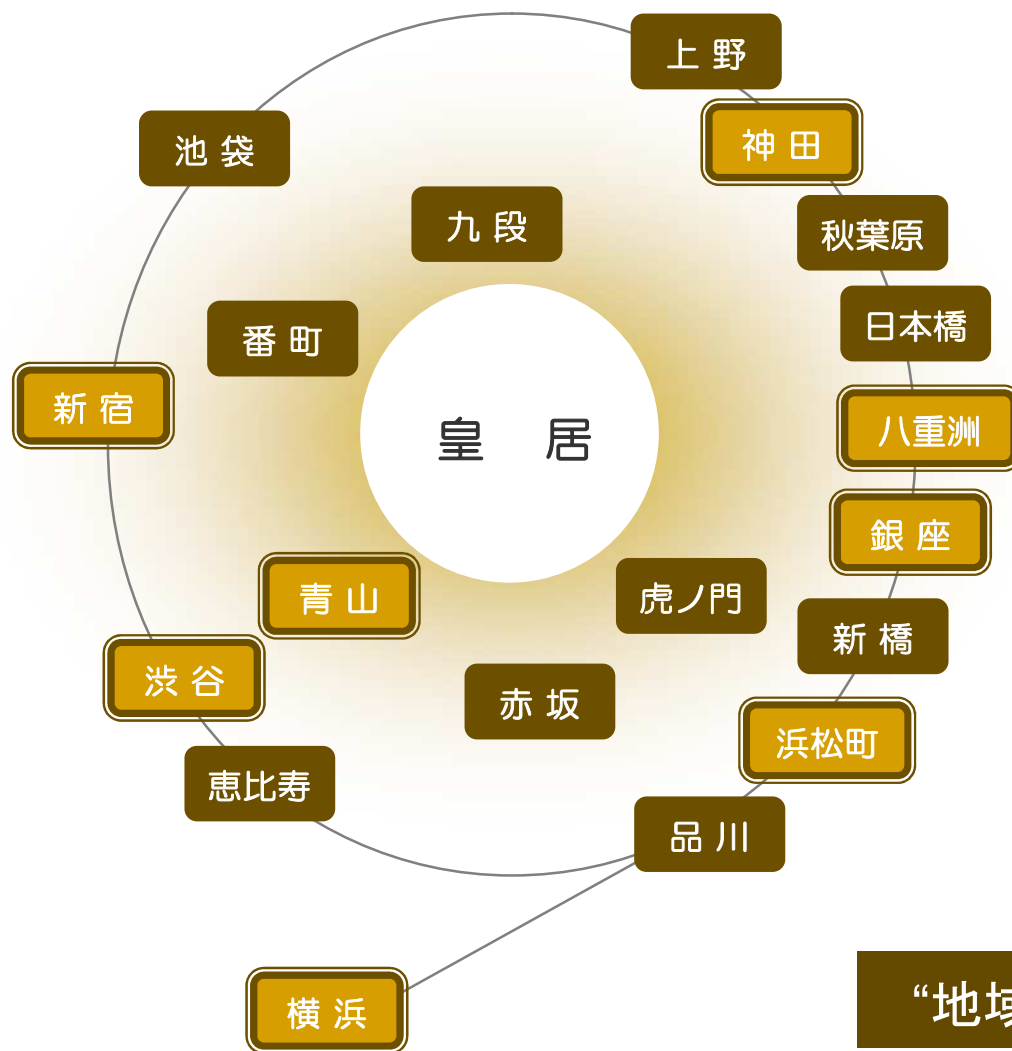 上野
池袋
神田
九段
秋葉原
番町
日本橋
新宿
皇居
八重洲
銀座
青山
虎ノ門
新橋
渋谷
赤坂
浜松町
恵比寿
品川
横浜
“地域